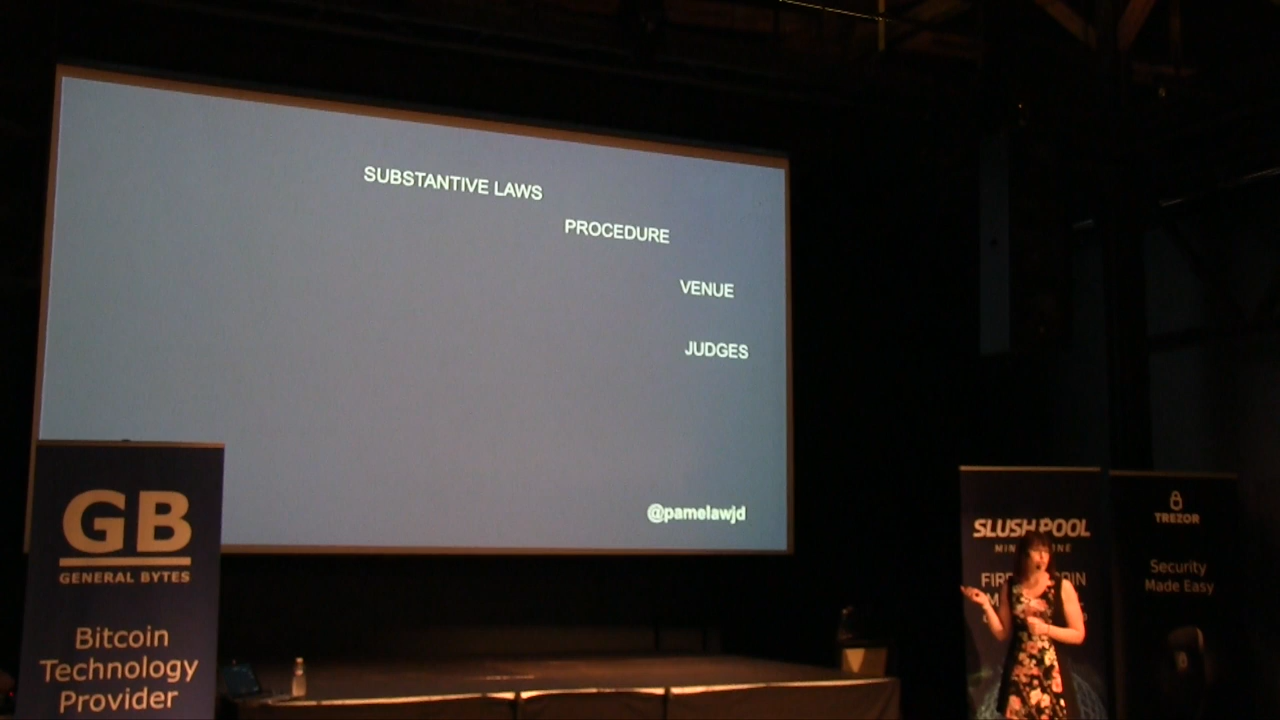 SUBSTANTIVE LAWS
PROCEDURE
VENUE
JUDGES
@pamelawjd
GB
GENERAL BYTES
Bitcoin
Technology
Provider
SLUSH POOL
TREZOR
Security
Made Easy